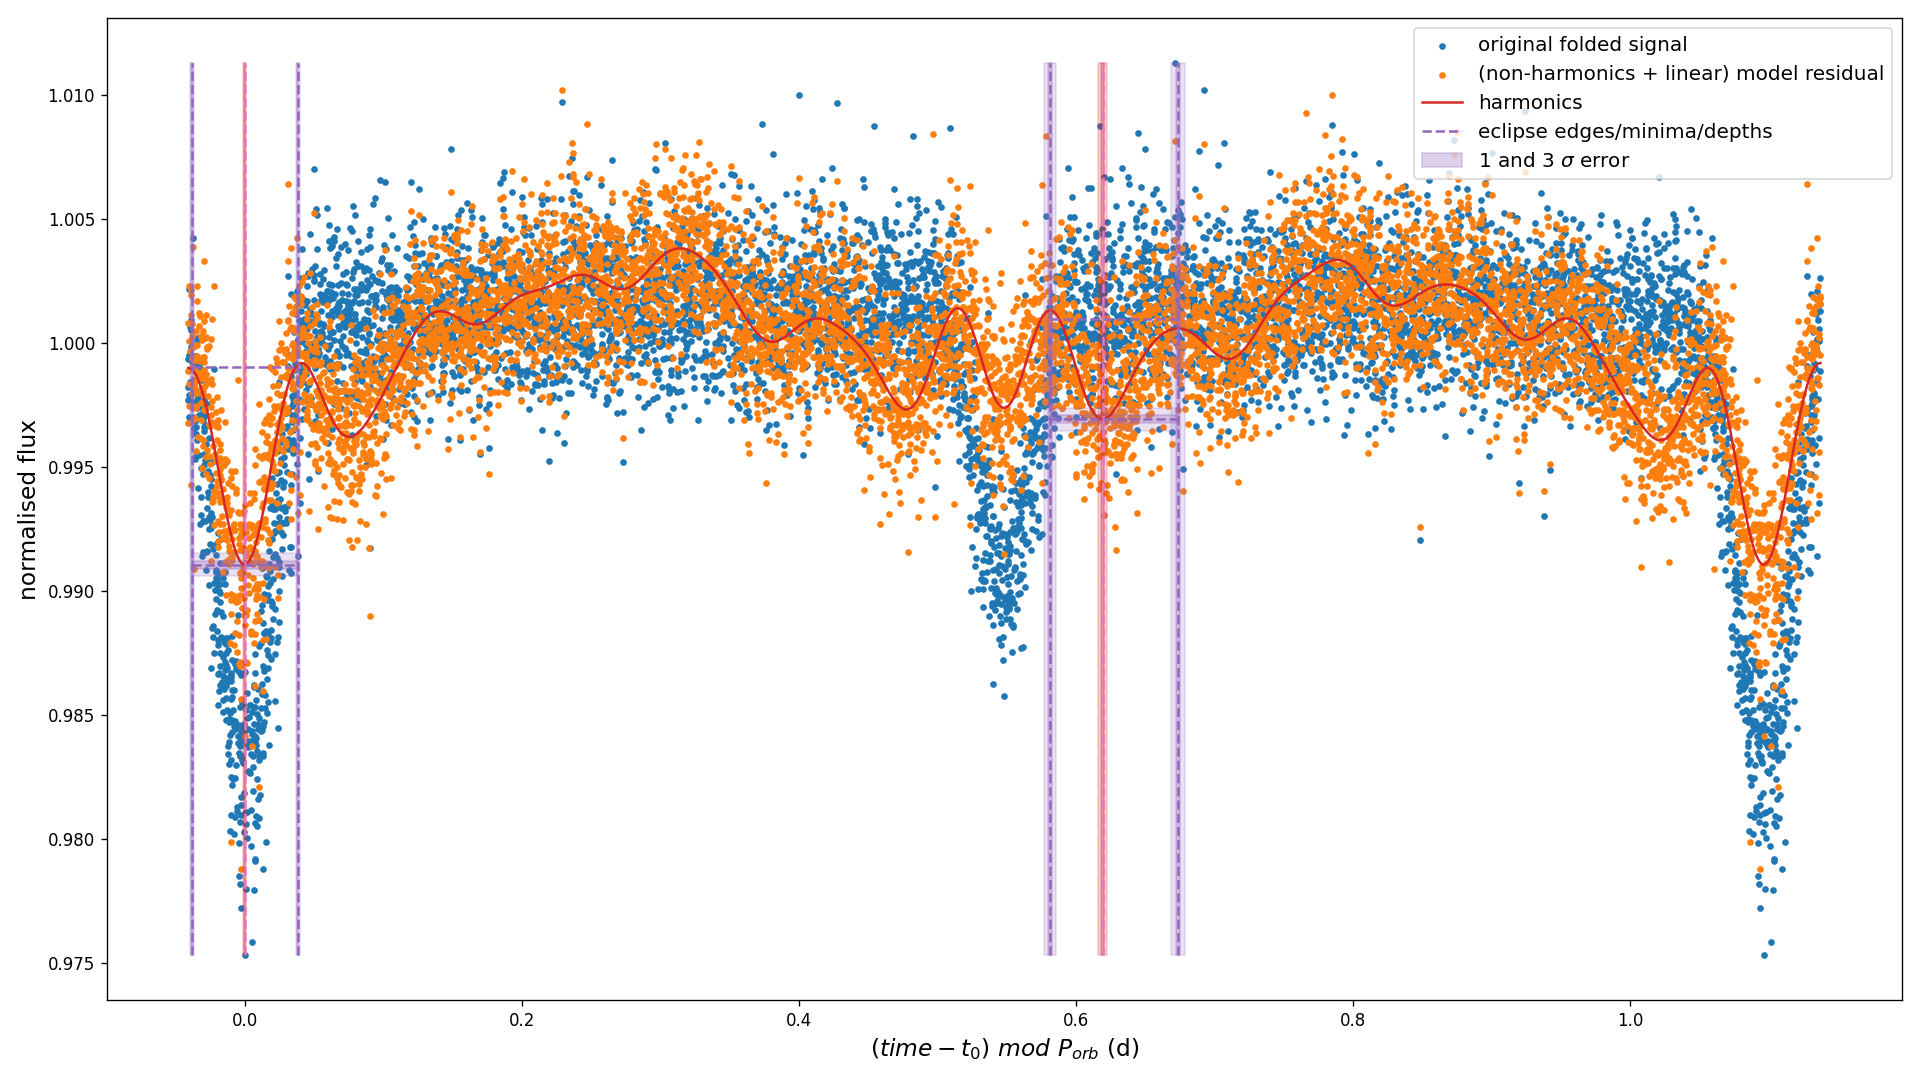 original folded signal
(non-harmonics + linear) model residual
harmonics
eclipse edges/minima/depths
1 and 3 σ error
normalised flux
1.010
1.005
1.000
0.995
0.990
0.985
0.980
0.975
0.0 0.2 0.4 0.6 0.8 1.0
(time − t₀) mod Pₒᵣb (d)